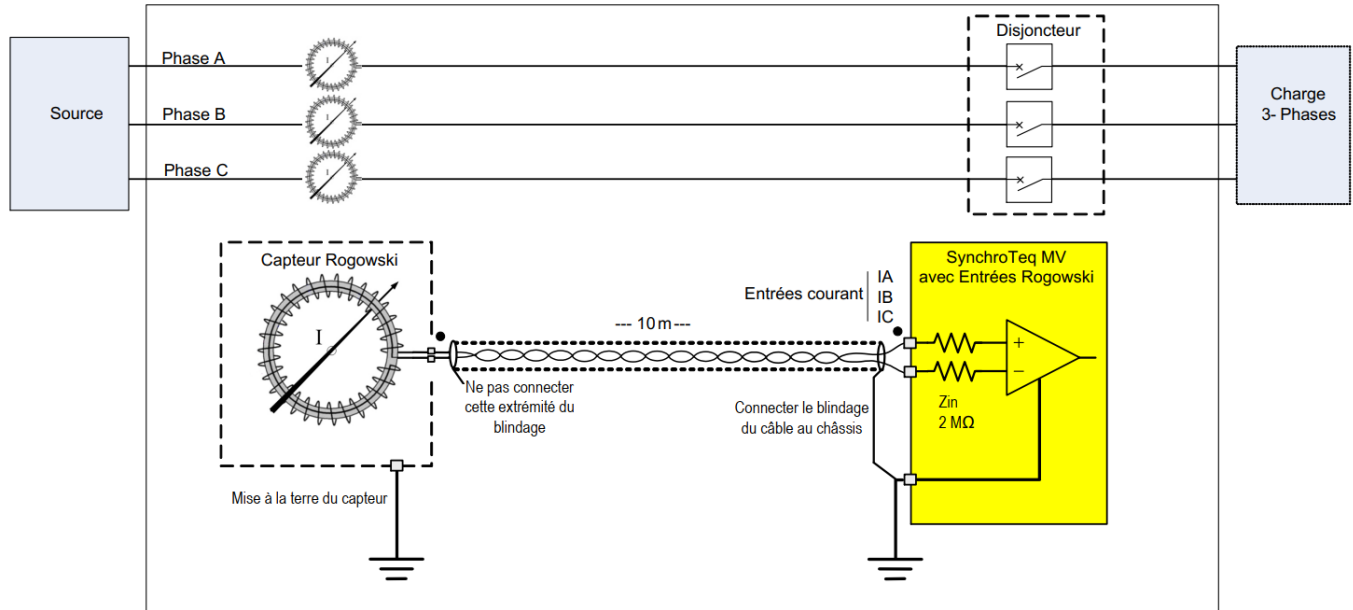 Disjoncteur
Phase A
Source
Phase B
Phase C
Charge
3- Phases
I
I
I
Capteur Rogowski
I
Entrées courant
IA
IB
IC
SynchroTeq MV
avec Entrées Rogowski
--- 10 m ---
Ne pas connecter
cette extrémité du
blindage
Connecter le blindage
du câble au châssis
+
−
Zin
2 MΩ
Mise à la terre du capteur